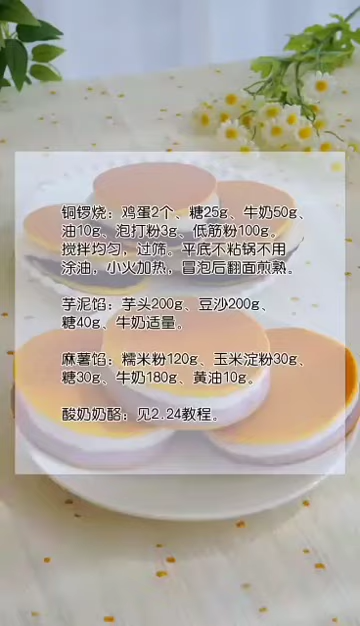 铜锣烧：鸡蛋2个、糖25g、牛奶50g、
油10g、泡打粉3g、低筋粉100g。
搅拌均匀，过筛。平底不粘锅不用
涂油，小火加热，冒泡后翻面煎熟。
芋泥馅：芋头200g、豆沙200g、
糖40g、牛奶适量。
麻薯馅：糯米粉120g、玉米淀粉30g、
糖30g、牛奶180g、黄油10g。
酸奶奶酪：见2.24教程。